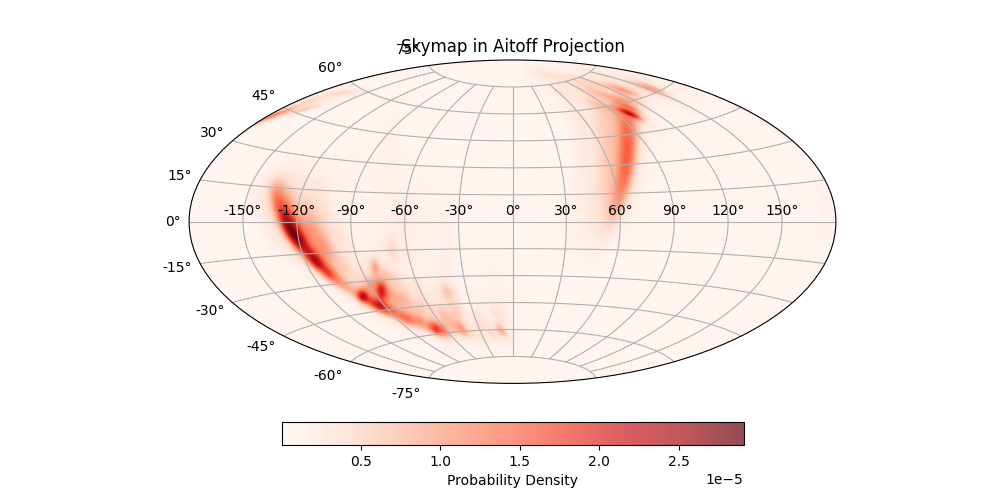 Skymap in Aitoff Projection
75°
60°
45°
30°
15°
-150° -120° -90° -60° -30° 0° 30° 60° 90° 120° 150°
0°
-15°
-30°
-45°
-60°
-75°
0.5 1.0 1.5 2.0 2.5
1e−5
Probability Density